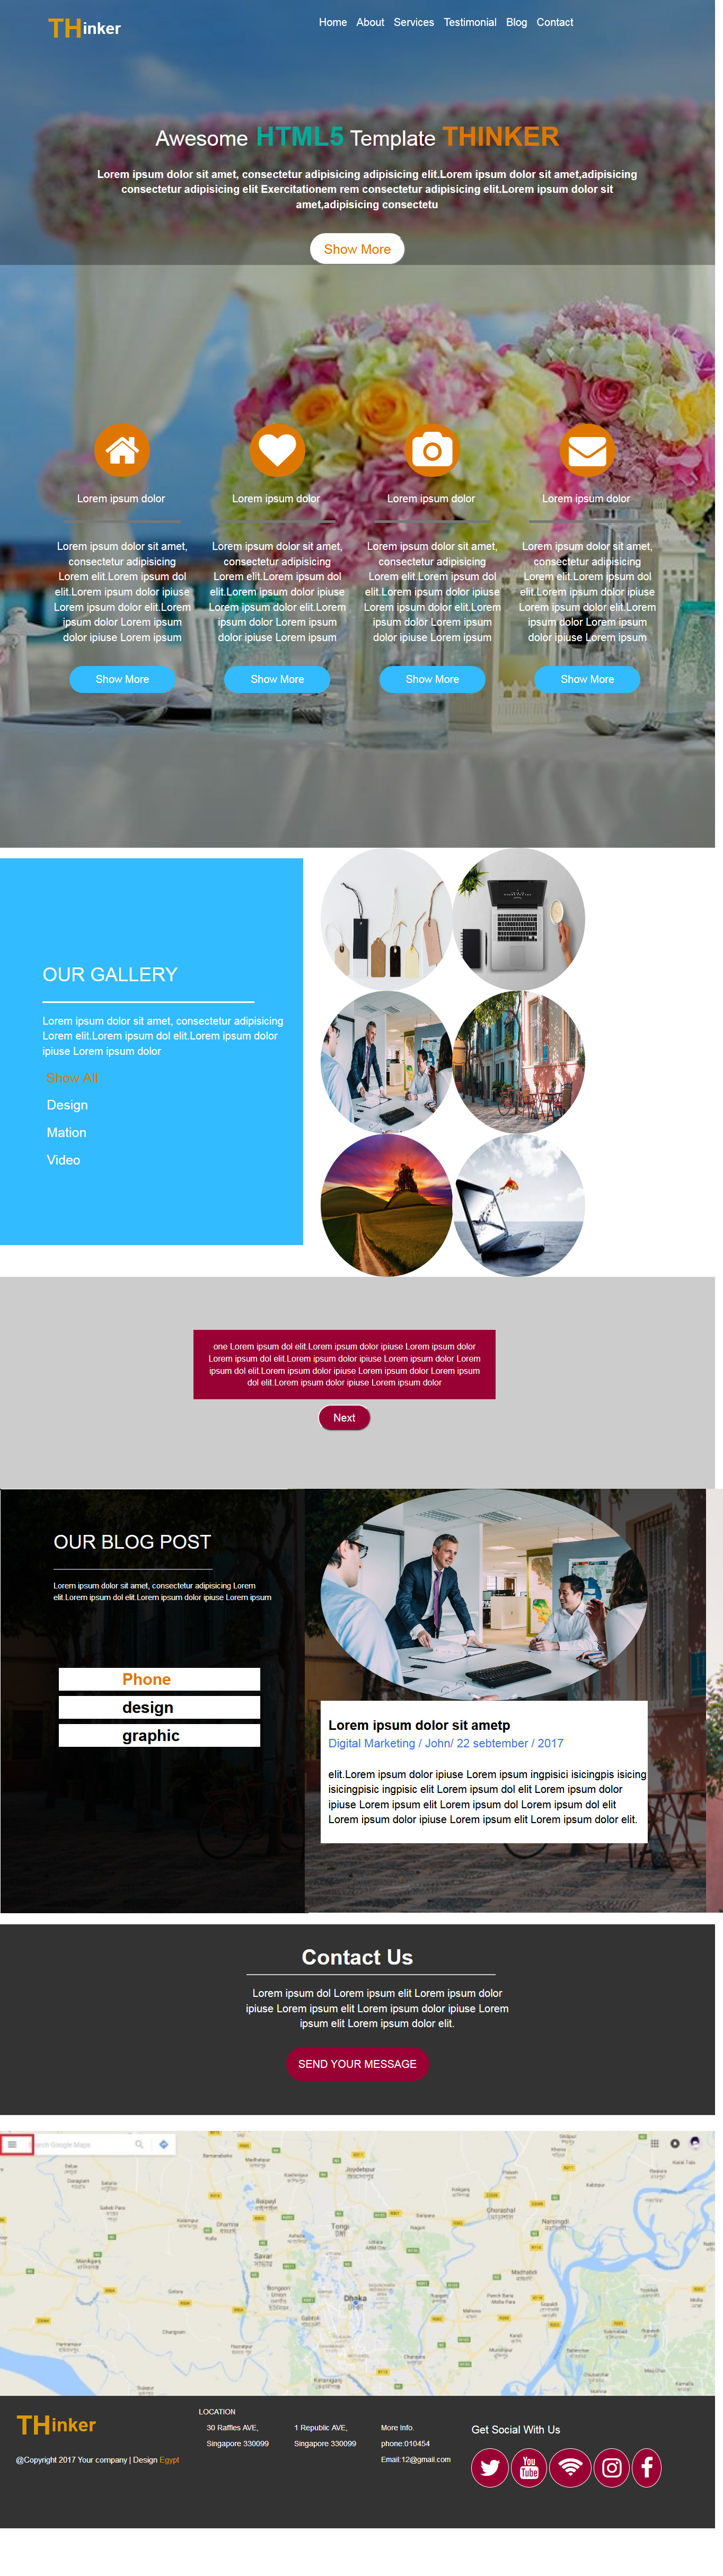 THinker
Home About Services Testimonial Blog Contact
Awesome HTML5 Template THINKER
Lorem ipsum dolor sit amet, consectetur adipisicing adipisicing elit.Lorem ipsum dolor sit amet,adipisicing
consectetur adipisicing elit Exercitationem rem consectetur adipisicing elit.Lorem ipsum dolor sit
amet,adipisicing consectetu
Show More
Lorem ipsum dolor
Lorem ipsum dolor sit amet,
consectetur adipisicing
Lorem elit.Lorem ipsum dol
elit.Lorem ipsum dolor ipiuse
Lorem ipsum dolor elit.Lorem
ipsum dolor Lorem ipsum
dolor ipiuse Lorem ipsum
Show More
Lorem ipsum dolor
Lorem ipsum dolor sit amet,
consectetur adipisicing
Lorem elit.Lorem ipsum dol
elit.Lorem ipsum dolor ipiuse
Lorem ipsum dolor elit.Lorem
ipsum dolor Lorem ipsum
dolor ipiuse Lorem ipsum
Show More
Lorem ipsum dolor
Lorem ipsum dolor sit amet,
consectetur adipisicing
Lorem elit.Lorem ipsum dol
elit.Lorem ipsum dolor ipiuse
Lorem ipsum dolor elit.Lorem
ipsum dolor Lorem ipsum
dolor ipiuse Lorem ipsum
Show More
Lorem ipsum dolor
Lorem ipsum dolor sit amet,
consectetur adipisicing
Lorem elit.Lorem ipsum dol
elit.Lorem ipsum dolor ipiuse
Lorem ipsum dolor elit.Lorem
ipsum dolor Lorem ipsum
dolor ipiuse Lorem ipsum
Show More
OUR GALLERY
Lorem ipsum dolor sit amet, consectetur adipisicing
Lorem elit.Lorem ipsum dol elit.Lorem ipsum dolor
ipiuse Lorem ipsum dolor
Show All
Design
Mation
Video
one Lorem ipsum dol elit.Lorem ipsum dolor ipiuse Lorem ipsum dolor
Lorem ipsum dol elit.Lorem ipsum dolor ipiuse Lorem ipsum dolor Lorem
ipsum dol elit.Lorem ipsum dolor ipiuse Lorem ipsum dolor Lorem ipsum
dol elit.Lorem ipsum dolor ipiuse Lorem ipsum dolor
Next
OUR BLOG POST
Lorem ipsum dolor sit amet, consectetur adipisicing Lorem
elit.Lorem ipsum dol elit.Lorem ipsum dolor ipiuse Lorem ipsum
Phone
design
graphic
Lorem ipsum dolor sit ametp
Digital Marketing / John/ 22 sebtember / 2017
elit.Lorem ipsum dolor ipiuse Lorem ipsum ingpisici isicingpis isicing
isicingpisic ingpisic elit Lorem ipsum dol elit Lorem ipsum dolor
ipiuse Lorem ipsum elit Lorem ipsum dol Lorem ipsum dol elit
Lorem ipsum dolor ipiuse Lorem ipsum elit Lorem ipsum dolor elit.
Contact Us
Lorem ipsum dol Lorem ipsum elit Lorem ipsum dolor
ipiuse Lorem ipsum elit Lorem ipsum dolor ipiuse Lorem
ipsum elit Lorem ipsum dolor elit.
SEND YOUR MESSAGE
Search Google Maps
Joydebpur
Tongi
Savar
Dhaka
Ghorashal
Narsingdi
THinker
@Copyright 2017 Your company | Design Egypt
LOCATION
30 Raffles AVE,
Singapore 330099
1 Republic AVE,
Singapore 330099
More Info.
phone:010454
Email:12@gmail.com
Get Social With Us
You
Tube